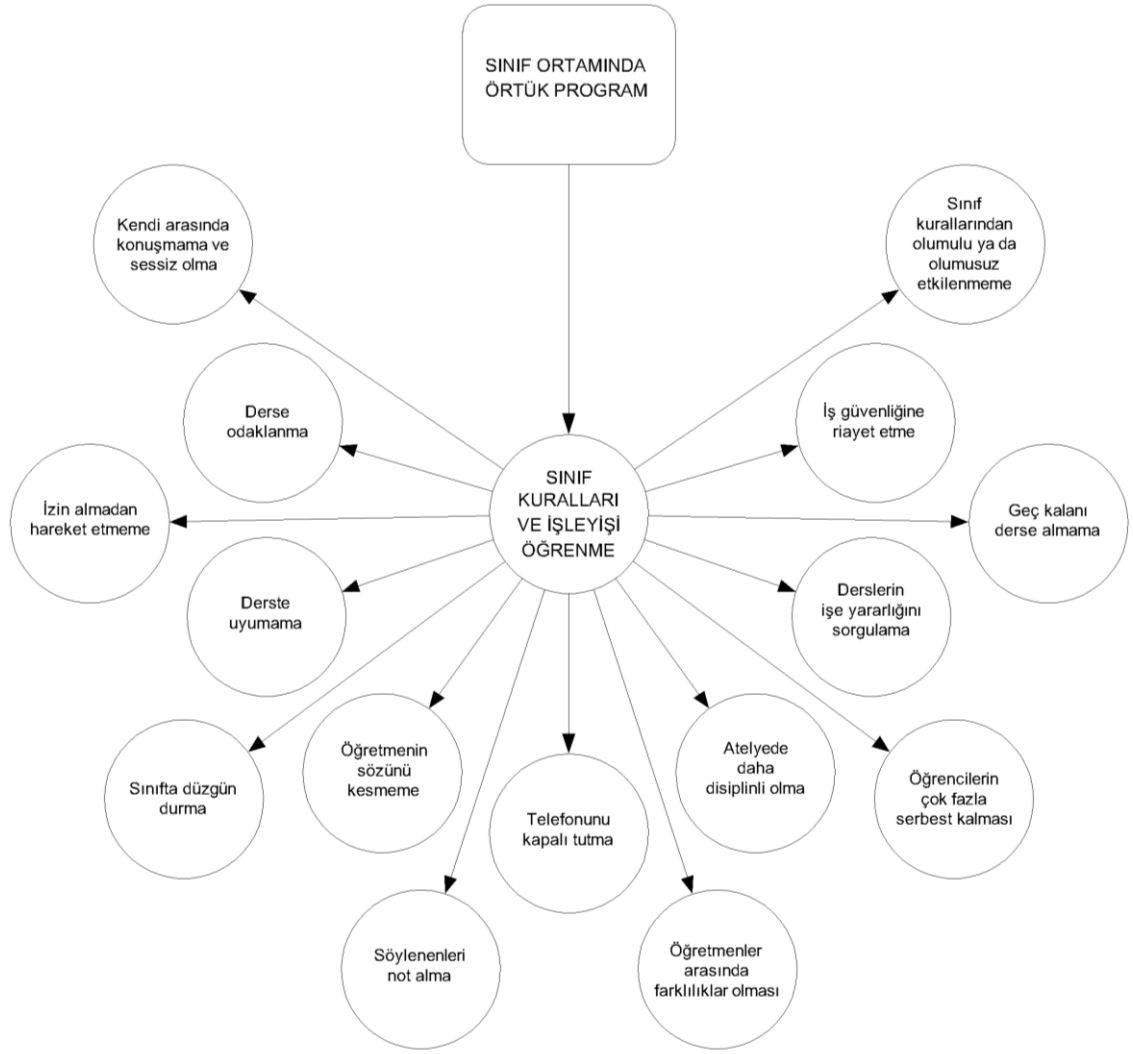 SINIF ORTAMINDA
ÖRTÜK PROGRAM
Kendi arasında
konuşmama ve
sessiz olma
Sınıf
kurallarından
olumulu ya da
olumusuz
etkilenmeme
Derse
odaklanma
İş güvenliğine
riayet etme
İzin almadan
hareket etmeme
SINIF
KURALLARI
VE İŞLEYİŞİ
ÖĞRENME
Geç kalanı
derse almama
Derste
uyumama
Derslerin
işe yararlığını
sorgulama
Sınıfta düzgün
durma
Öğretmenin
sözünü
kesmeme
Telefonunu
kapalı tutma
Atelyede
daha
disiplinli olma
Öğrencilerin
çok fazla
serbest kalması
Söylenenleri
not alma
Öğretmenler
arasında
farklılıklar olması